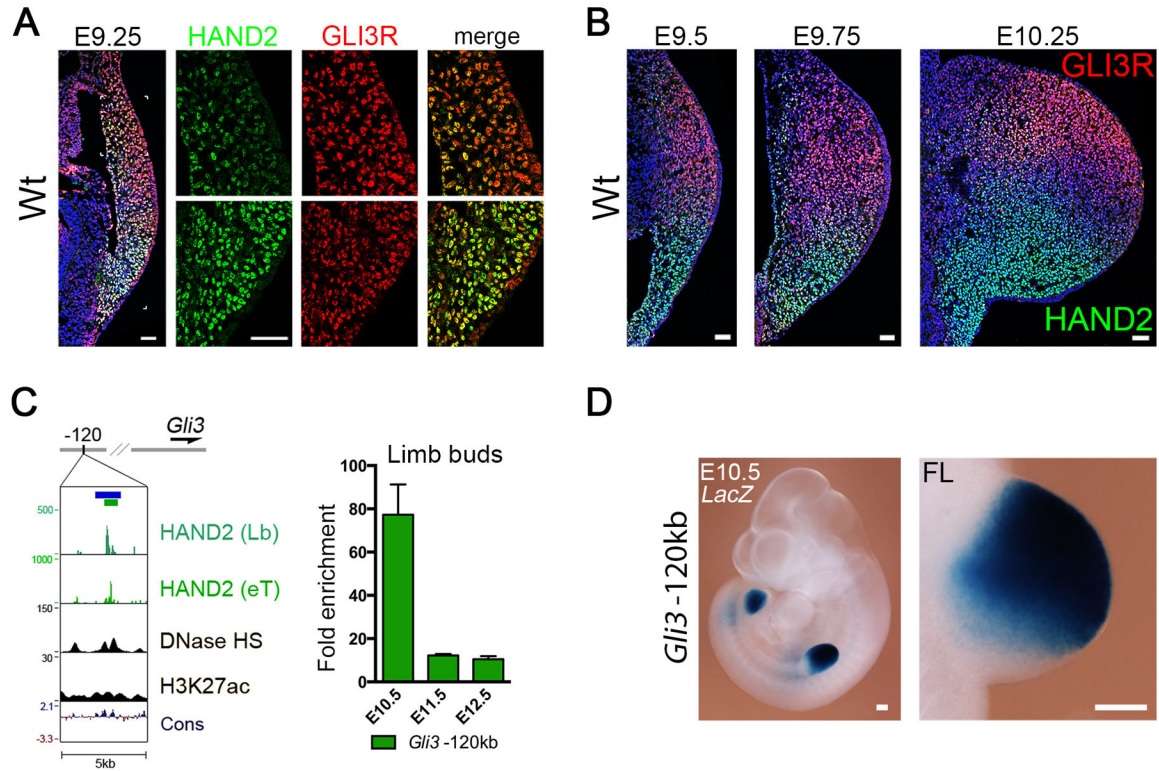 A
E9.25
HAND2
GLI3R
merge
Wt
B
E9.5
E9.75
E10.25
GLI3R
Wt
HAND2
C
Gli3
-120
500
HAND2 (Lb)
1000
HAND2 (eT)
150
DNase HS
30
H3K27ac
2.1
Cons
-3.3
5kb
Limb buds
Fold enrichment
100
80
60
40
20
0
E10.5
E11.5
E12.5
Gli3 -120kb
D
Gli3 -120kb
E10.5
LacZ
FL